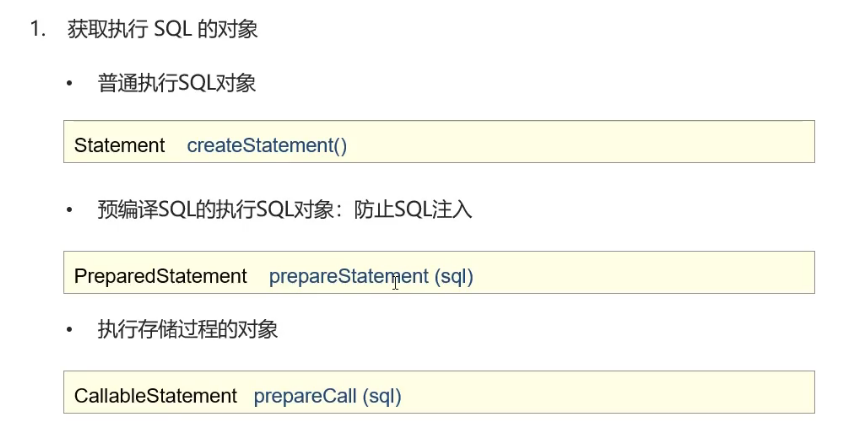 1. 获取执行 SQL 的对象
• 普通执行SQL对象
Statement createStatement()
• 预编译SQL的执行SQL对象：防止SQL注入
PreparedStatement prepareStatement (sql)
• 执行存储过程的对象
CallableStatement prepareCall (sql)